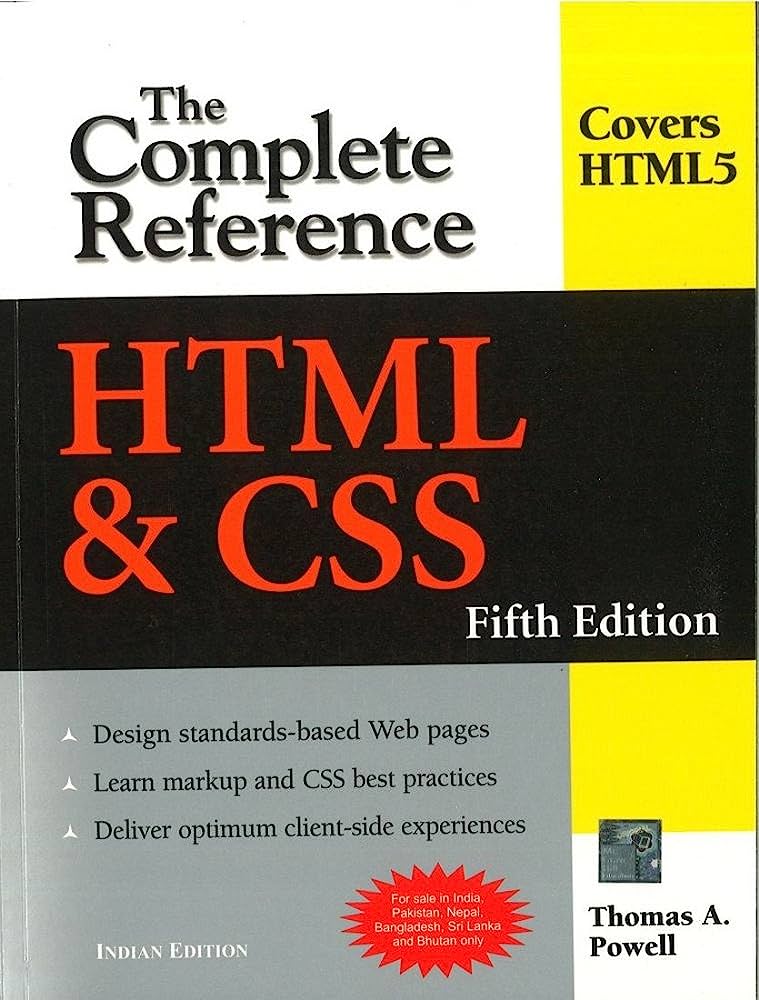 The
Complete
Reference
Covers
HTML5
HTML
& CSS
Fifth Edition
Design standards-based Web pages
Learn markup and CSS best practices
Deliver optimum client-side experiences
For sale in India,
Pakistan, Nepal,
Bangladesh, Sri Lanka
and Bhutan only
INDIAN EDITION
Thomas A.
Powell